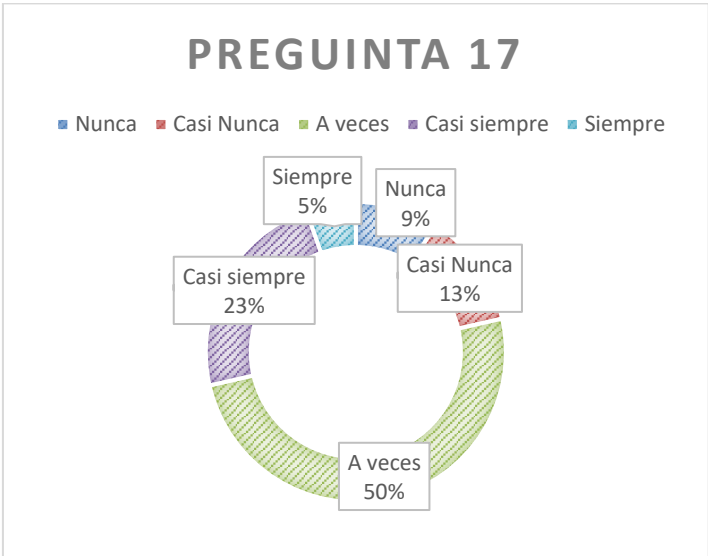 PREGUINTA 17
Nunca Casi Nunca A veces Casi siempre Siempre
Siempre
5%
Nunca
9%
Casi Nunca
13%
Casi siempre
23%
A veces
50%